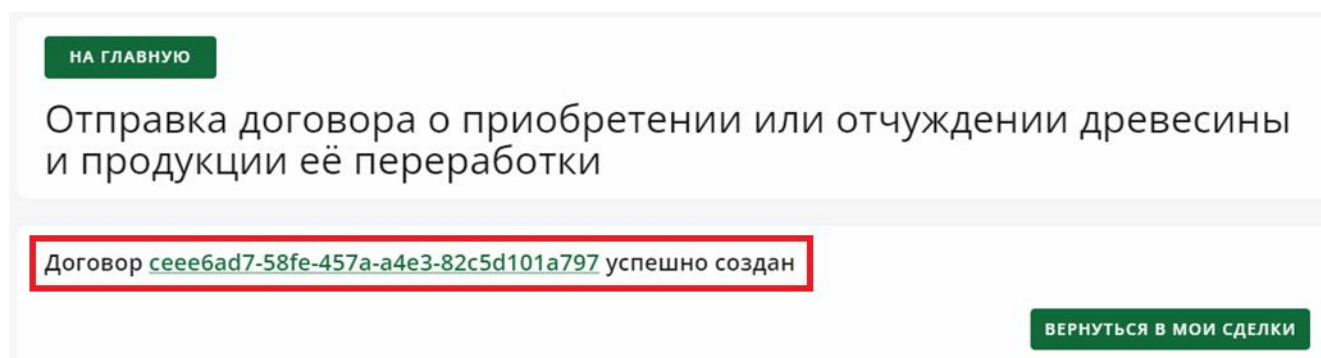 НА ГЛАВНУЮ
Отправка договора о приобретении или отчуждении древесины
и продукции её переработки
Договор ceee6ad7-58fe-457a-a4e3-82c5d101a797 успешно создан
ВЕРНУТЬСЯ В МОИ СДЕЛКИ